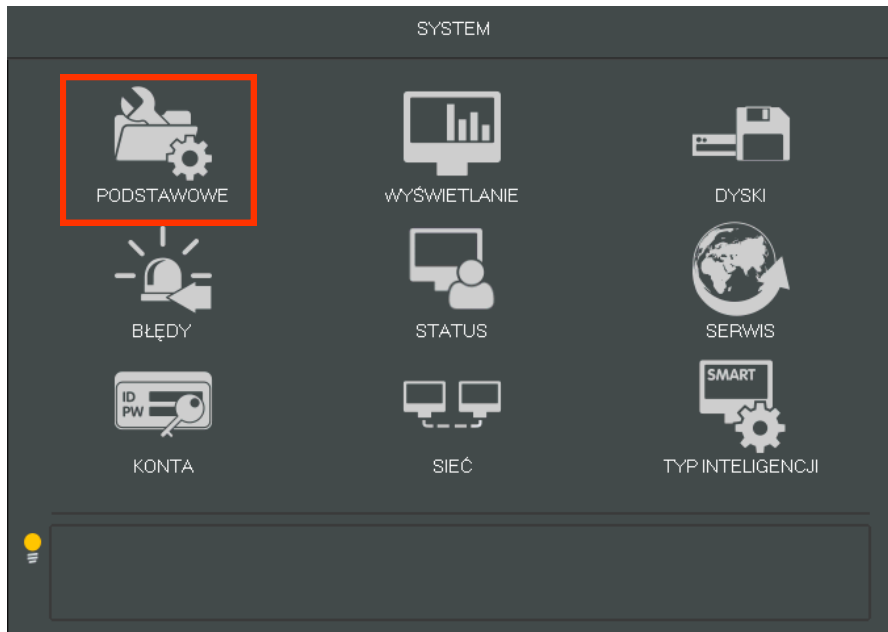 SYSTEM
PODSTAWOWE
WYŚWIETLANIE
DYSKI
BŁĘDY
STATUS
SERWIS
ID
PW
SMART
KONTA
SIEĆ
TYP INTELIGENCJI